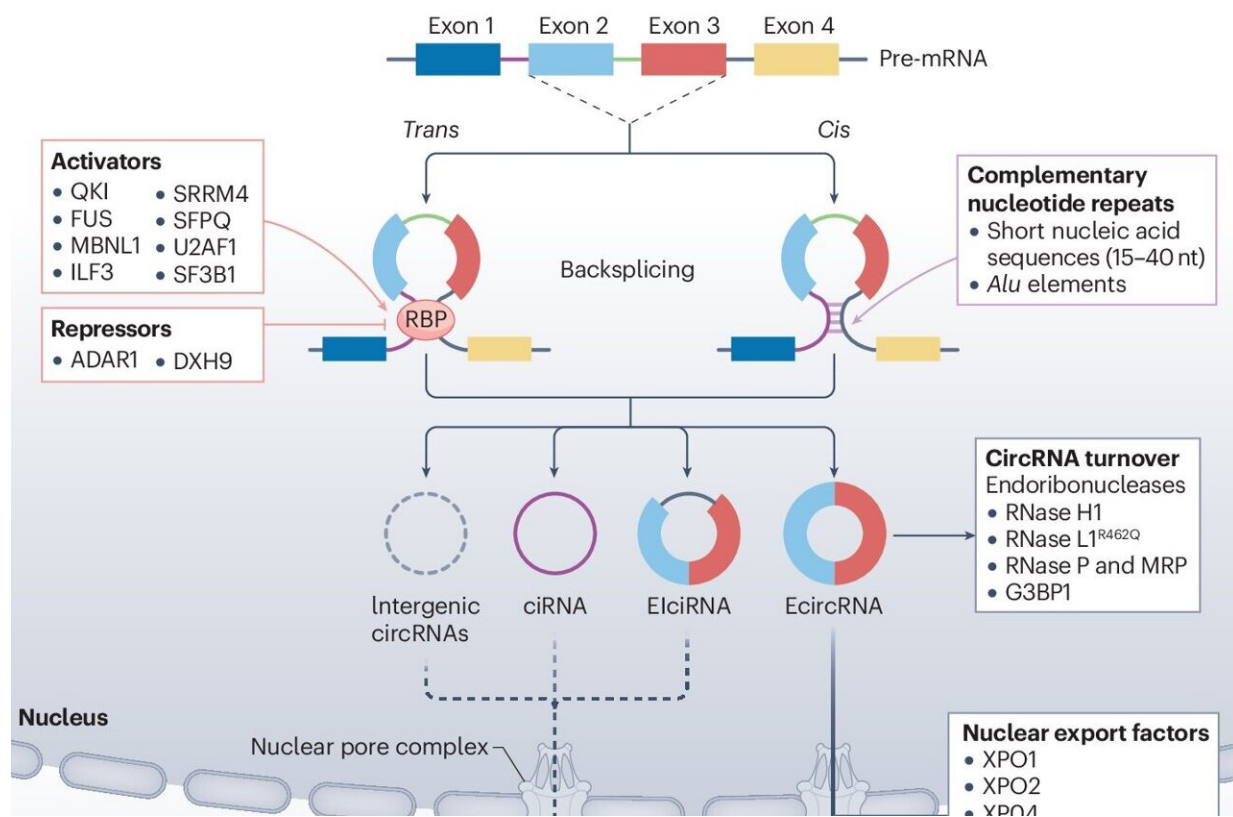 Exon 1 Exon 2 Exon 3 Exon 4
Pre-mRNA
Trans
Cis
Activators
• QKI
• FUS
• MBNL1
• ILF3
• SRRM4
• SFPQ
• U2AF1
• SF3B1
Repressors
• ADAR1 • DXH9
RBP
Backsplicing
Complementary
nucleotide repeats
• Short nucleic acid
sequences (15–40 nt)
• Alu elements
Intergenic
circRNAs
ciRNA
EIciRNA
EcircRNA
CircRNA turnover
Endoribonucleases
• RNase H1
• RNase L1R462Q
• RNase P and MRP
• G3BP1
Nucleus
Nuclear pore complex
Nuclear export factors
• XPO1
• XPO2
• XPO4